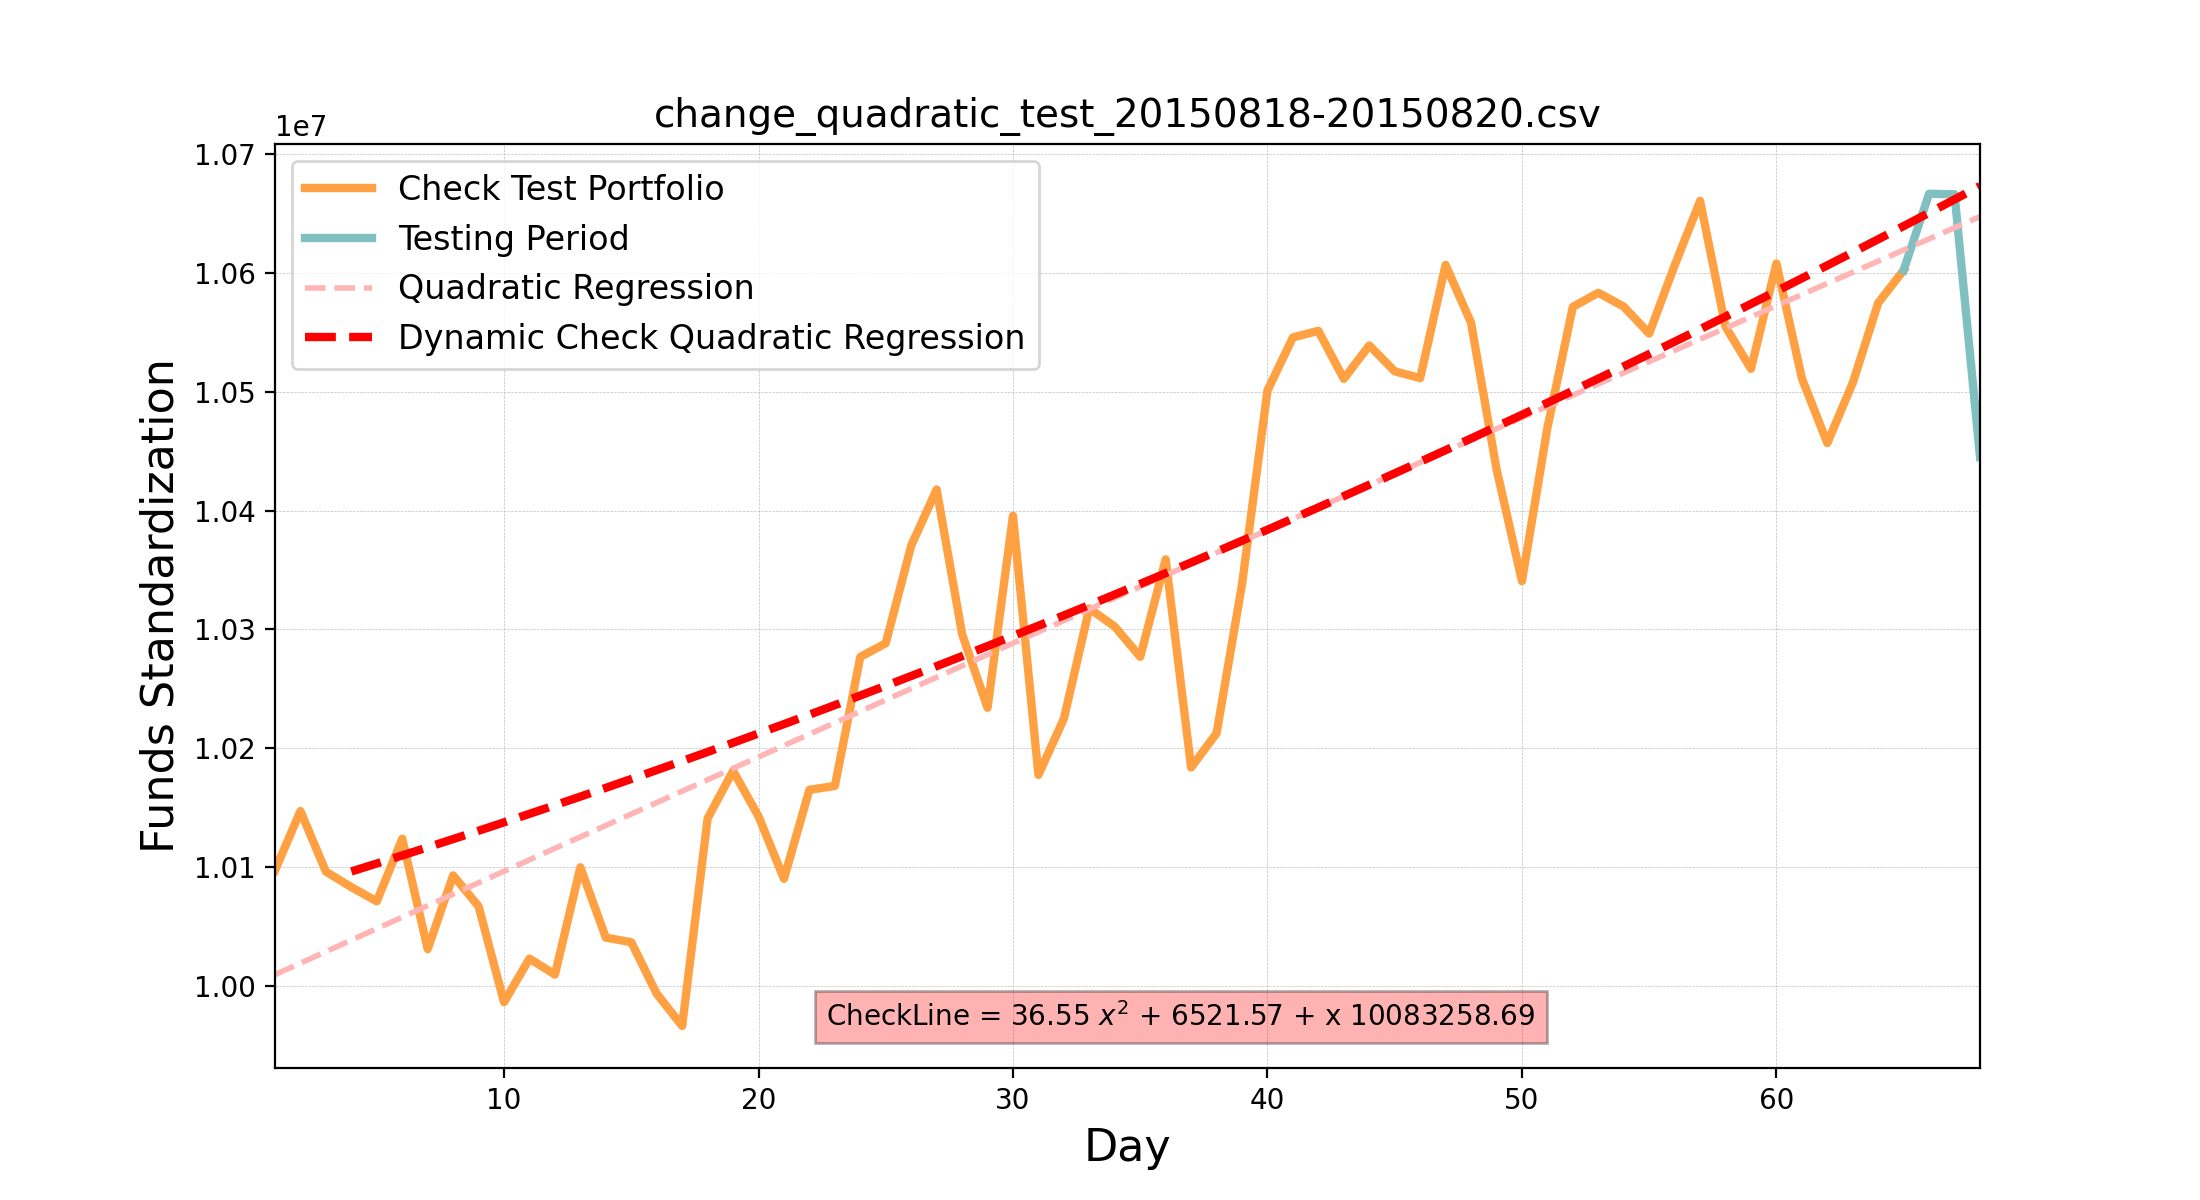 change_quadratic_test_20150818-20150820.csv
1e7
1.07
1.06
1.05
1.04
1.03
1.02
1.01
1.00
Funds Standardization
Check Test Portfolio
Testing Period
Quadratic Regression
Dynamic Check Quadratic Regression
CheckLine = 36.55 x² + 6521.57 + x 10083258.69
10 20 30 40 50 60
Day